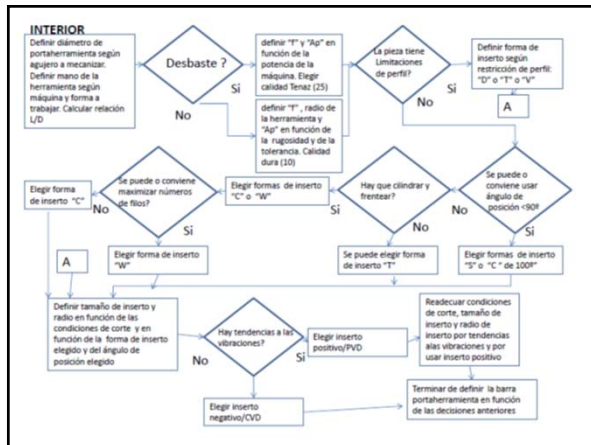 INTERIOR
Definir diámetro de
portaherramienta según
agujero a mecanizar.
Definir mano de la
herramienta según
máquina y forma a
trabajar. Calcular relación
L/D
Desbaste ?
Si
No
definir "f" y "Ap" en
función de la
potencia de la
máquina. Elegir
calidad Tenaz (25)
definir "f" , radio de
la herramienta y
"Ap" en función de
la rugosidad y de la
tolerancia. Calidad
dura (10)
La pieza tiene
Limitaciones
de perfil?
Si
No
Definir forma de
inserto según
restricción de perfil:
"D" o "T" o "V"
A
Se puede o
conviene usar
ángulo de
posición <90º
No
Si
Hay que cilindrar y
frentear?
Si
No
Elegir formas de inserto
"C" o "W"
Se puede o conviene
maximizar números
de filos?
No
Si
Elegir forma
de inserto "C"
A
Elegir forma de inserto
"W"
Se puede elegir forma
de inserto "T"
Elegir formas de inserto
"S" o "C " de 100º"
Definir tamaño de inserto y
radio en función de las
condiciones de corte y en
función de la forma de inserto
elegido y del ángulo de
posición elegido
Hay tendencias a las
vibraciones?
No
Si
Elegir inserto
positivo/PVD
Readecuar condiciones
de corte, tamaño de
inserto y radio de
inserto por tendencias
alas vibraciones y por
usar inserto positivo
Elegir inserto
negativo/CVD
Terminar de definir la barra
portaherramienta en función
de las decisiones anteriores